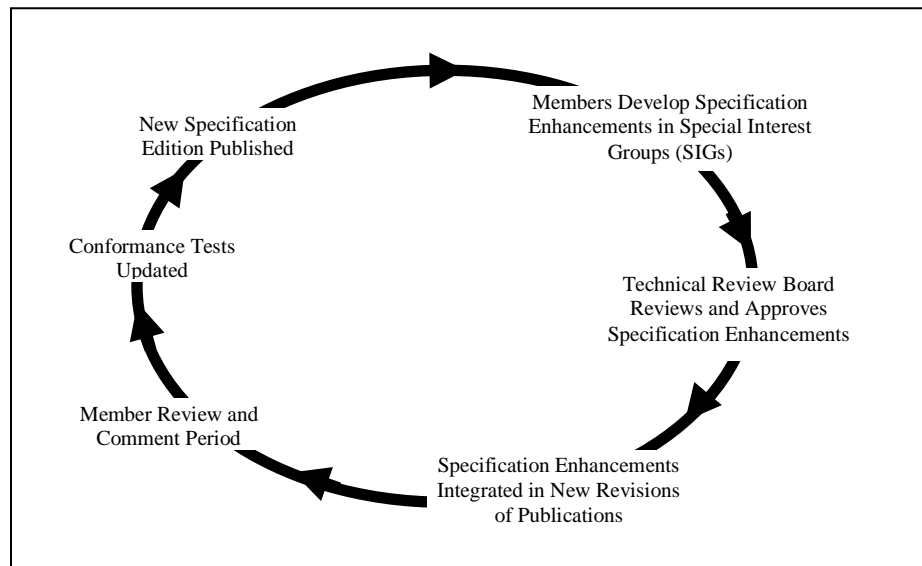 New Specification
Edition Published
Members Develop Specification
Enhancements in Special Interest
Groups (SIGs)
Technical Review Board
Reviews and Approves
Specification Enhancements
Specification Enhancements
Integrated in New Revisions
of Publications
Member Review and
Comment Period
Conformance Tests
Updated